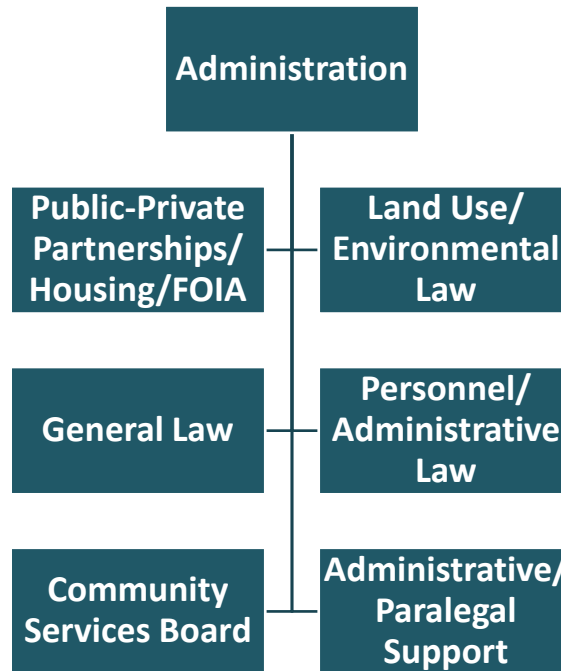 Administration
Public-Private
Partnerships/
Housing/FOIA
Land Use/
Environmental
Law
General Law
Personnel/
Administrative
Law
Community
Services Board
Administrative/
Paralegal
Support